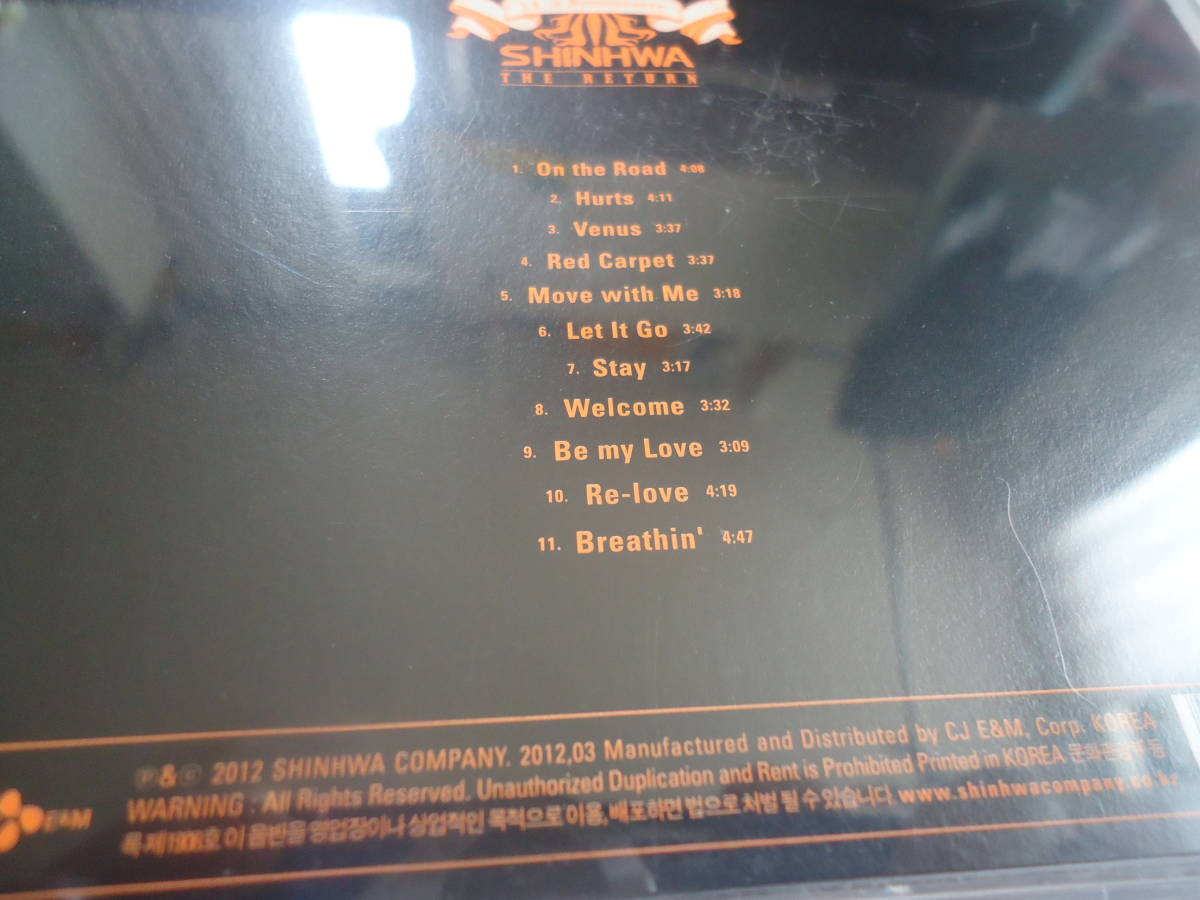 SHINHWA
THE RETURN
1. On the Road 4:08
2. Hurts 4:11
3. Venus 3:37
4. Red Carpet 3:37
5. Move with Me 3:18
6. Let It Go 3:42
7. Stay 3:17
8. Welcome 3:32
9. Be my Love 3:09
10. Re-love 4:19
11. Breathin' 4:47
℗ & © 2012 SHINHWA COMPANY. 2012,03 Manufactured and Distributed by CJ E&M, Corp. KOREA
WARNING : All Rights Reserved. Unauthorized Duplication and Rent is Prohibited Printed in KOREA 등
이 음반을 영업장이나 상업적인 목적으로 이용, 배포하면 법으로 처벌 될 수 있습니다. www.shinhwacompany.co.kr
E&M